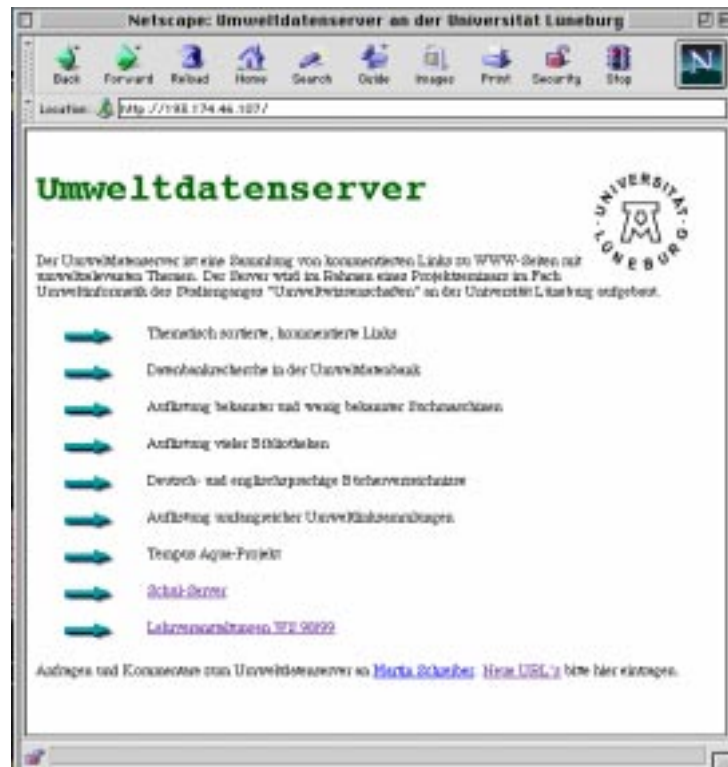 Netscape: Umweltdatenserver an der Universität Lüneburg
Back Forward Reload Home Search Guide Images Print Security Stop
N
Location: http://193.174.46.107/
Umweltdatenserver
UNIVERSITÄT LÜNEBURG
Der Umweltdatenserver ist eine Sammlung von kommentierten Links zu WWW-Seiten mit
umweltrelevanten Themen. Der Server wird im Rahmen eines Projektseminars im Fach
Umweltinformatik des Studienganges "Umweltwissenschaften" an der Universität Lüneburg aufgebaut.
Thematisch sortierte, kommentierte Links
Datenbankrecherche in der Umweltdatenbank
Auflistung bekannter und wenig bekannter Suchmaschinen
Auflistung vieler Bibliotheken
Deutsch- und englischsprachige Bücherverzeichnisse
Auflistung umfangreicher Umweltlinksammlungen
Tempus Aqua-Projekt
Schul-Server
Lehrveranstaltungen WS 98/99
Anfragen und Kommentare zum Umweltdatenserver an Martin Schreiber. Neue URL's bitte hier eintragen.